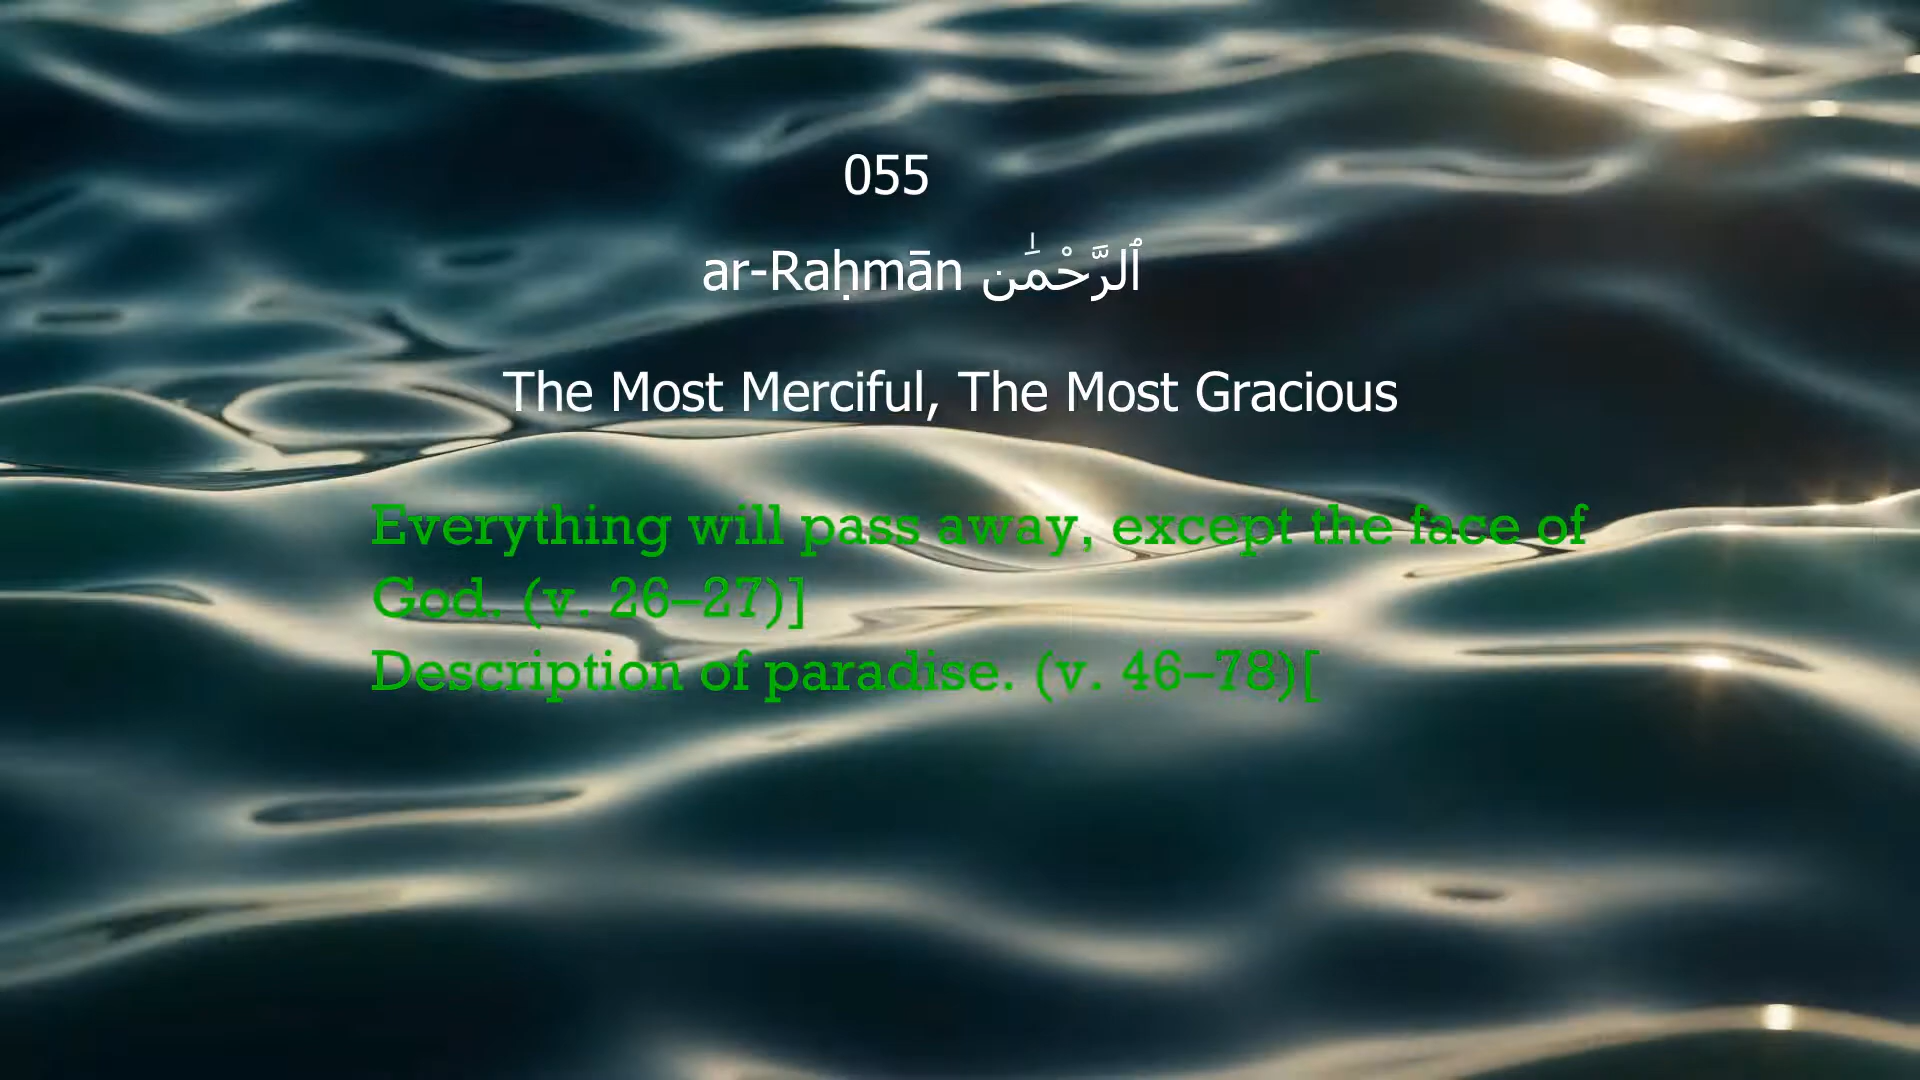 055
ar-Raḥmān ٱلرَّحْمَٰن
The Most Merciful, The Most Gracious
Everything will pass away, except the face of
God. (v. 26–27)]
Description of paradise. (v. 46–78)[